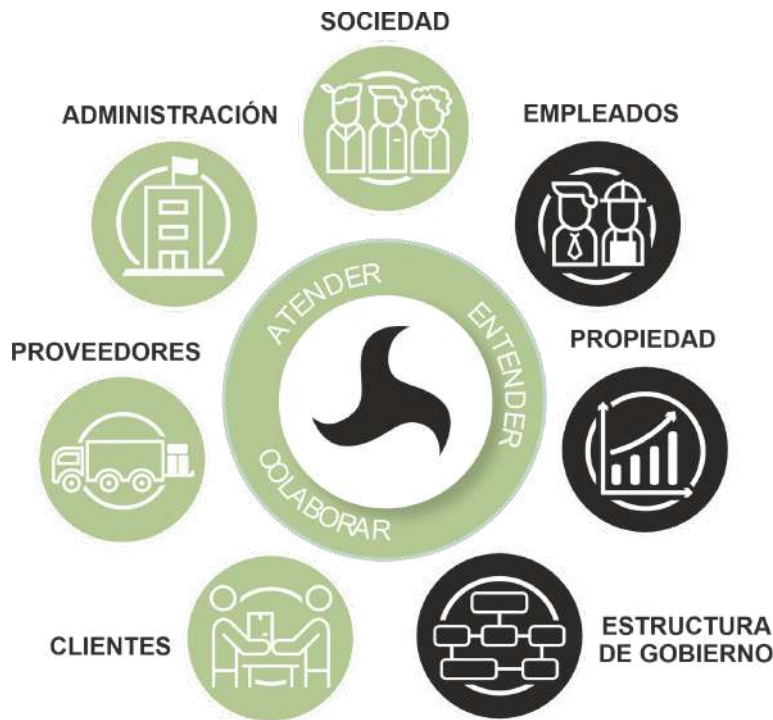 SOCIEDAD
ADMINISTRACIÓN
EMPLEADOS
ATENDER
ENTENDER
COLABORAR
PROVEEDORES
PROPIEDAD
CLIENTES
ESTRUCTURA
DE GOBIERNO